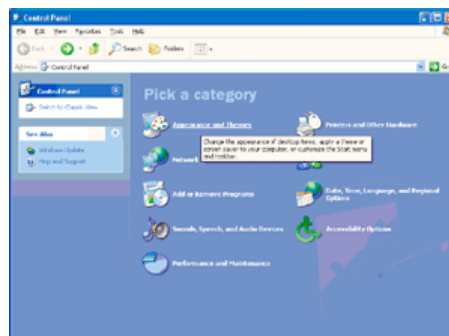 Control Panel
File Edit View Favorites Tools Help
Back Search Folders
Address Control Panel Go
Control Panel
Switch to Classic View
See Also
Windows Update
Help and Support
Pick a category
Appearance and Themes
Printers and Other Hardware
Change the appearance of desktop items, apply a theme or
screen saver to your computer, or customize the Start menu
and taskbar.
Network
Add or Remove Programs
Date, Time, Language, and Regional
Options
Sounds, Speech, and Audio Devices
Accessibility Options
Performance and Maintenance